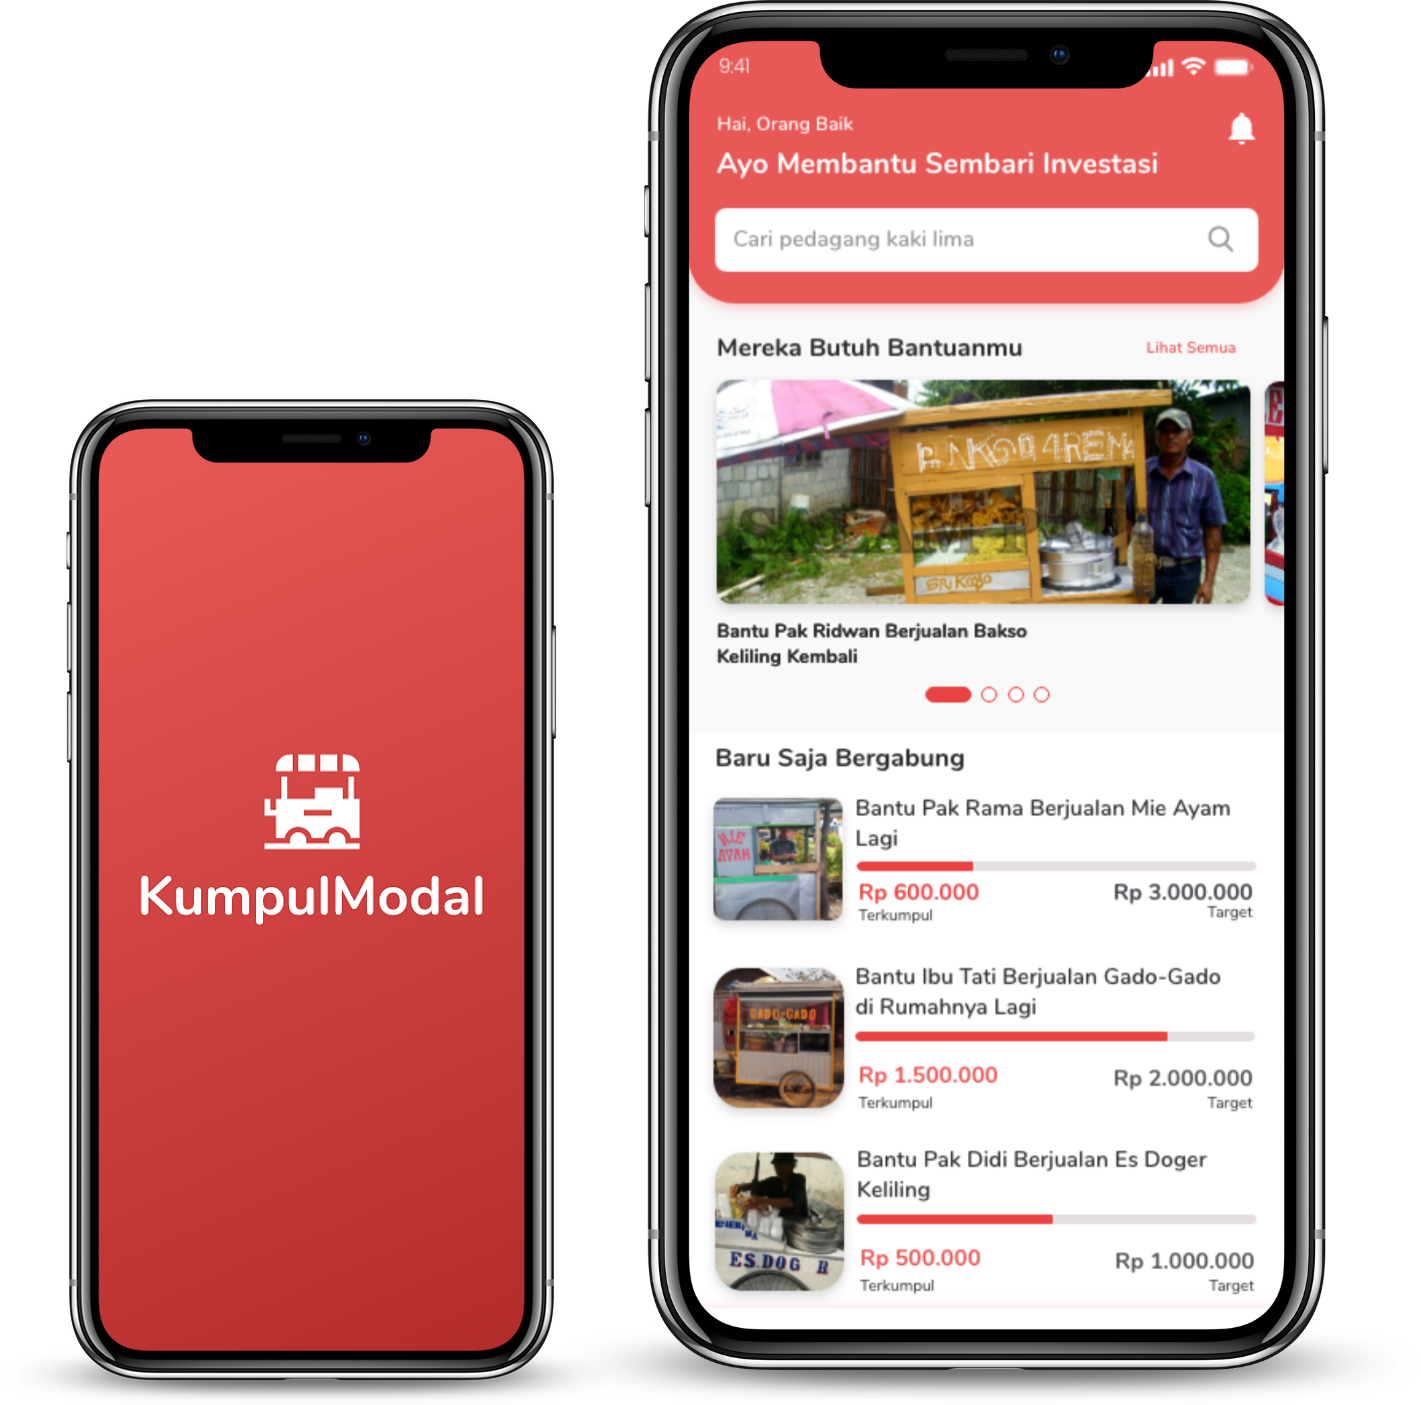 KumpulModal
9:41
Hai, Orang Baik
Ayo Membantu Sembari Investasi
Cari pedagang kaki lima
Mereka Butuh Bantuanmu
Lihat Semua
SRI Koyo
Bantu Pak Ridwan Berjualan Bakso
Keliling Kembali
Baru Saja Bergabung
MIE
AYAM
Bantu Pak Rama Berjualan Mie Ayam
Lagi
Rp 600.000
Rp 3.000.000
Terkumpul
Target
GADO-GADO
Bantu Ibu Tati Berjualan Gado-Gado
di Rumahnya Lagi
Rp 1.500.000
Rp 2.000.000
Terkumpul
Target
ES.DOG R
Bantu Pak Didi Berjualan Es Doger
Keliling
Rp 500.000
Rp 1.000.000
Terkumpul
Target